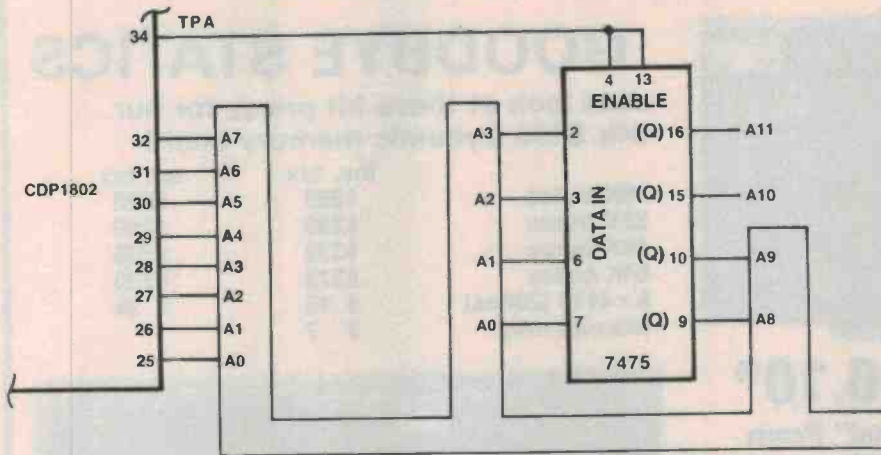 TPA
34
4 13
ENABLE
32 A7 A3 2 (Q) 16 A11
CDP1802
31 A6
30 A5 A2 3 (Q) 15 A10
DATA IN
29 A4
28 A3 A1 6 (Q) 10 A9
27 A2
26 A1 A0 7 (Q) 9 A8
25 A0 7475